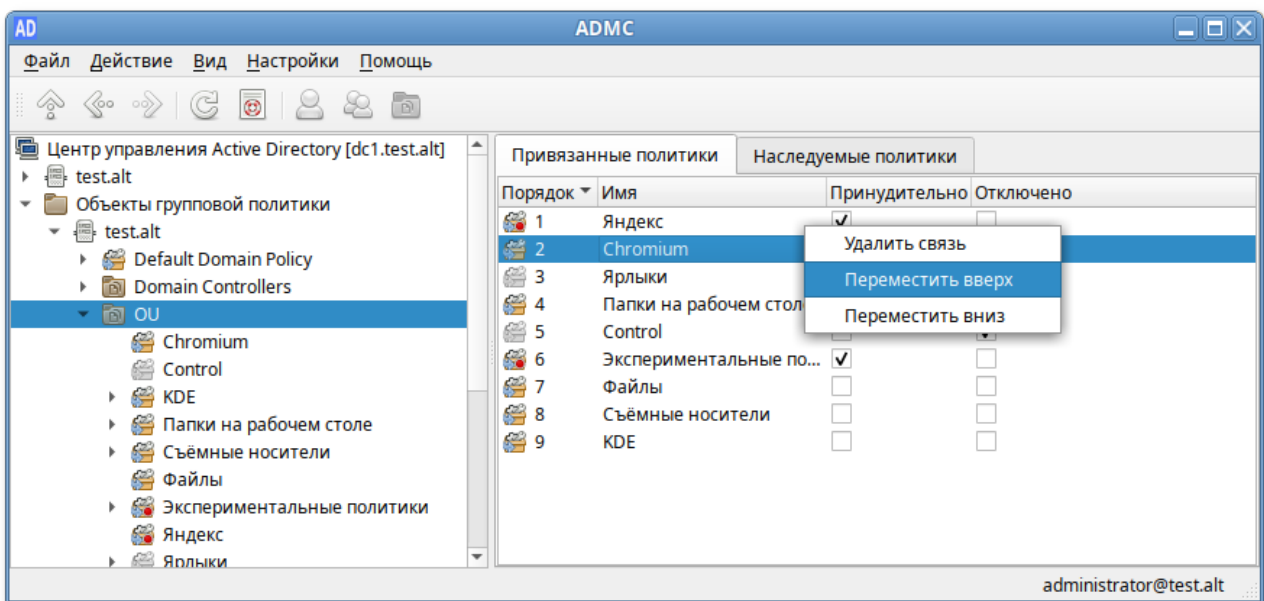 AD ADMC
Файл Действие Вид Настройки Помощь
Центр управления Active Directory [dc1.test.alt]
test.alt
Объекты групповой политики
test.alt
Default Domain Policy
Domain Controllers
OU
Chromium
Control
KDE
Папки на рабочем столе
Съёмные носители
Файлы
Экспериментальные политики
Яндекс
Ярлыки
Привязанные политики Наследуемые политики
Порядок Имя Принудительно Отключено
1 Яндекс
2 Chromium
3 Ярлыки
4 Папки на рабочем стол
5 Control
6 Экспериментальные по...
7 Файлы
8 Съёмные носители
9 KDE
Удалить связь
Переместить вверх
Переместить вниз
administrator@test.alt